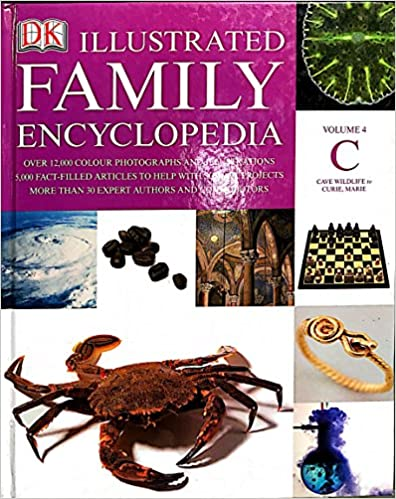 DK
ILLUSTRATED
FAMILY
ENCYCLOPEDIA
OVER 12,000 COLOUR PHOTOGRAPHS AND
5,000 FACT-FILLED ARTICLES TO HELP WITH PROJECTS
MORE THAN 30 EXPERT AUTHORS AND
VOLUME 4
C
CAVE WILDLIFE to
CURIE, MARIE